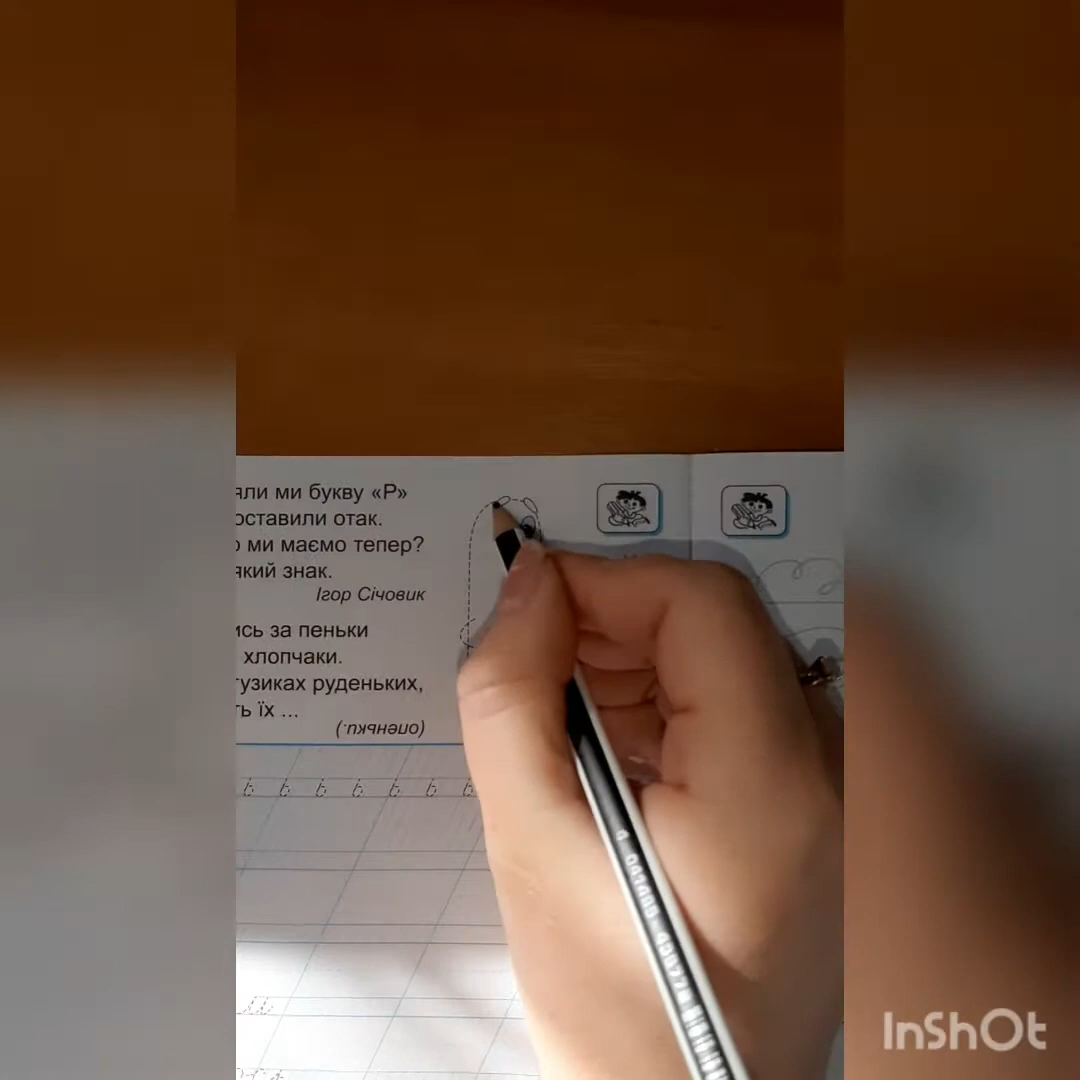 яли ми букву «Р»
оставили отак.
о ми маємо тепер?
який знак.
Ігор Січовик
ись за пеньки
хлопчаки.
гузиках руденьких,
ть їх ...
(опеньки.)
ь ь ь ь ь ь ь
InShOt